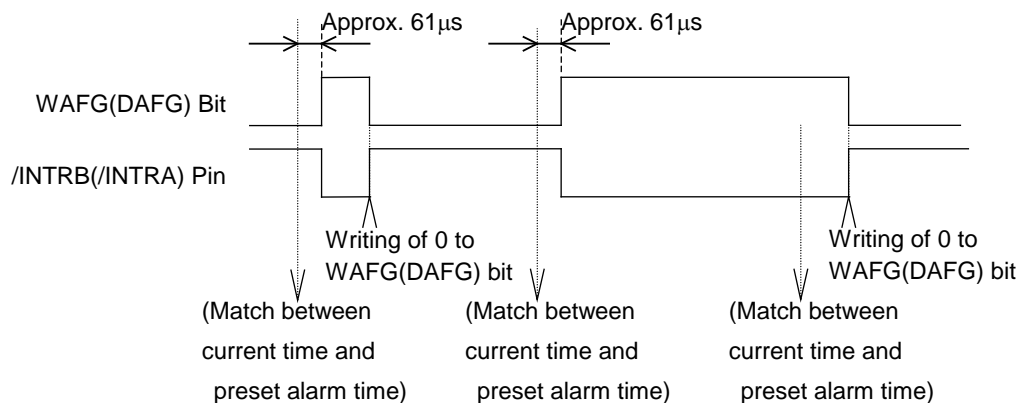 Approx. 61μs
Approx. 61μs
WAFG(DAFG) Bit
/INTRB(/INTRA) Pin
Writing of 0 to
WAFG(DAFG) bit
Writing of 0 to
WAFG(DAFG) bit
(Match between
current time and
preset alarm time)
(Match between
current time and
preset alarm time)
(Match between
current time and
preset alarm time)